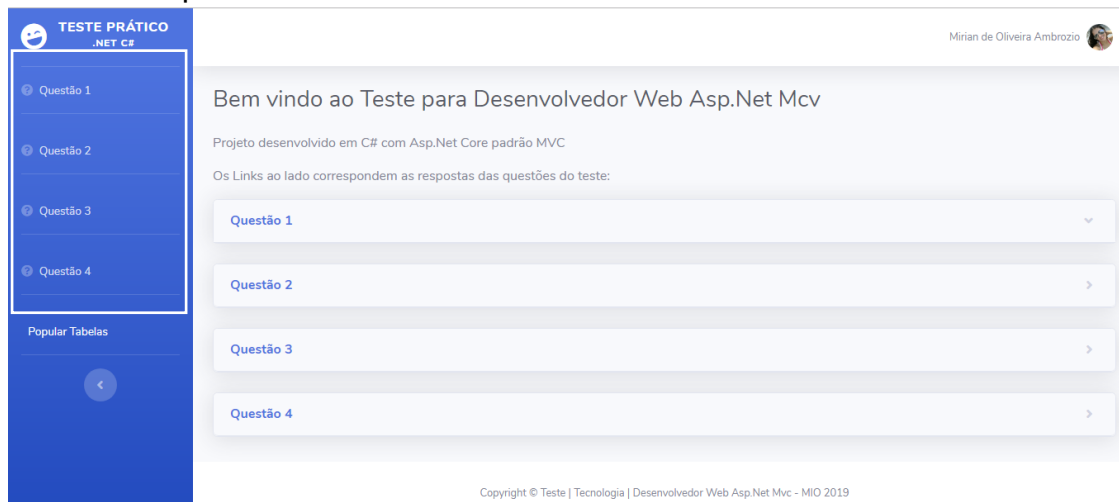 TESTE PRÁTICO
.NET C#
Mirian de Oliveira Ambrozio
Questão 1
Questão 2
Questão 3
Questão 4
Popular Tabelas
Bem vindo ao Teste para Desenvolvedor Web Asp.Net Mcv
Projeto desenvolvido em C# com Asp.Net Core padrão MVC
Os Links ao lado correspondem as respostas das questões do teste:
Questão 1
Questão 2
Questão 3
Questão 4
Copyright © Teste | Tecnologia | Desenvolvedor Web Asp.Net Mvc - MIO 2019